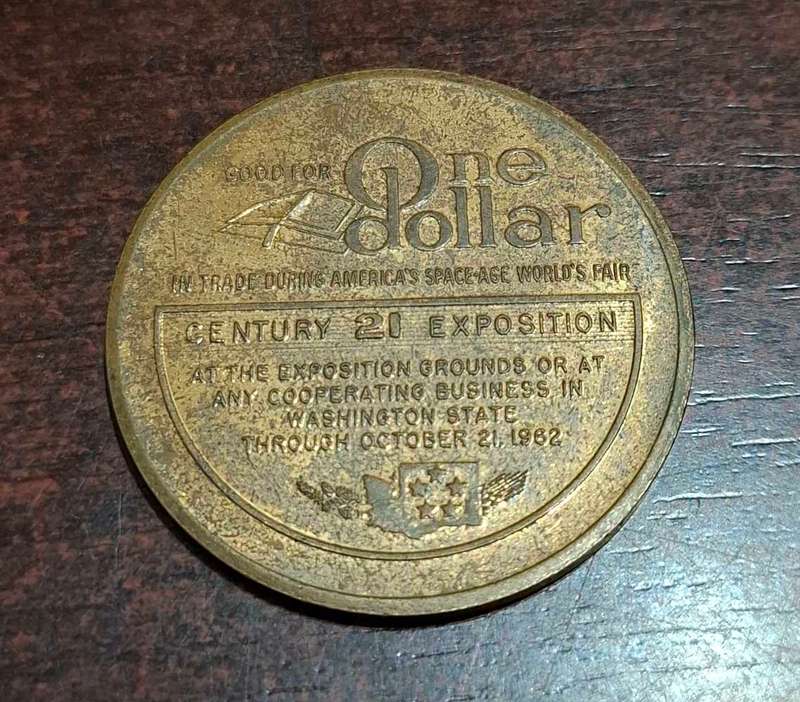 GOOD FOR One
dollar
IN TRADE DURING AMERICA'S SPACE-AGE WORLD'S FAIR
CENTURY 21 EXPOSITION
AT THE EXPOSITION GROUNDS OR AT
ANY COOPERATING BUSINESS IN
WASHINGTON STATE
THROUGH OCTOBER 21, 1962